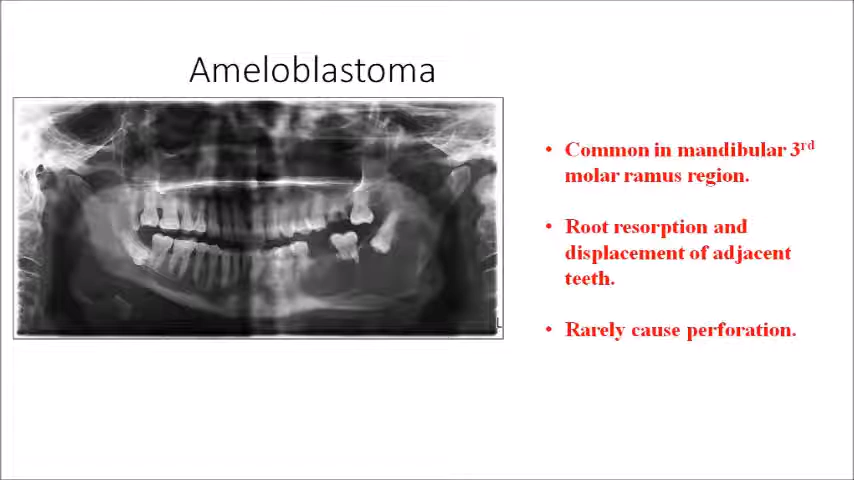 Ameloblastoma
• Common in mandibular 3rd
molar ramus region.
• Root resorption and
displacement of adjacent
teeth.
• Rarely cause perforation.
L